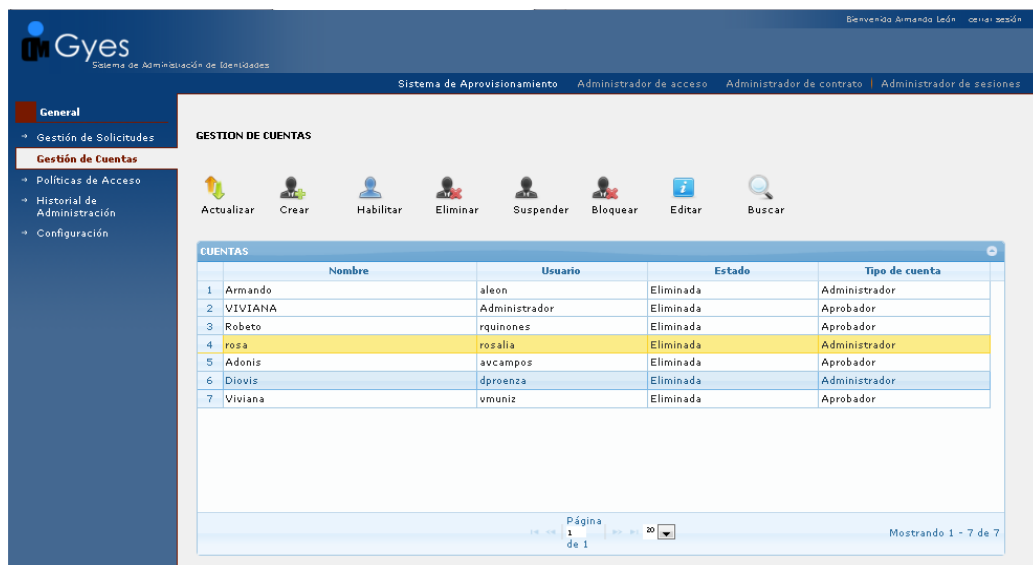 Bienvenido Armando León cerrar sesión
Gyes
Sistema de Administración de Identidades
Sistema de Aprovisionamiento Administrador de acceso Administrador de contrato | Administrador de sesiones
General
Gestión de Solicitudes
Gestión de Cuentas
Políticas de Acceso
Historial de
Administración
Configuración
GESTION DE CUENTAS
Actualizar Crear Habilitar Eliminar Suspender Bloquear Editar Buscar
CUENTAS
Nombre Usuario Estado Tipo de cuenta
1 Armando aleon Eliminada Administrador
2 VIVIANA Administrador Eliminada Aprobador
3 Robeto rquinones Eliminada Aprobador
4 rosa rosalia Eliminada Administrador
5 Adonis avcampos Eliminada Aprobador
6 Diovis dproenza Eliminada Administrador
7 Viviana vmuniz Eliminada Aprobador
Página
1 20
de 1
Mostrando 1 - 7 de 7